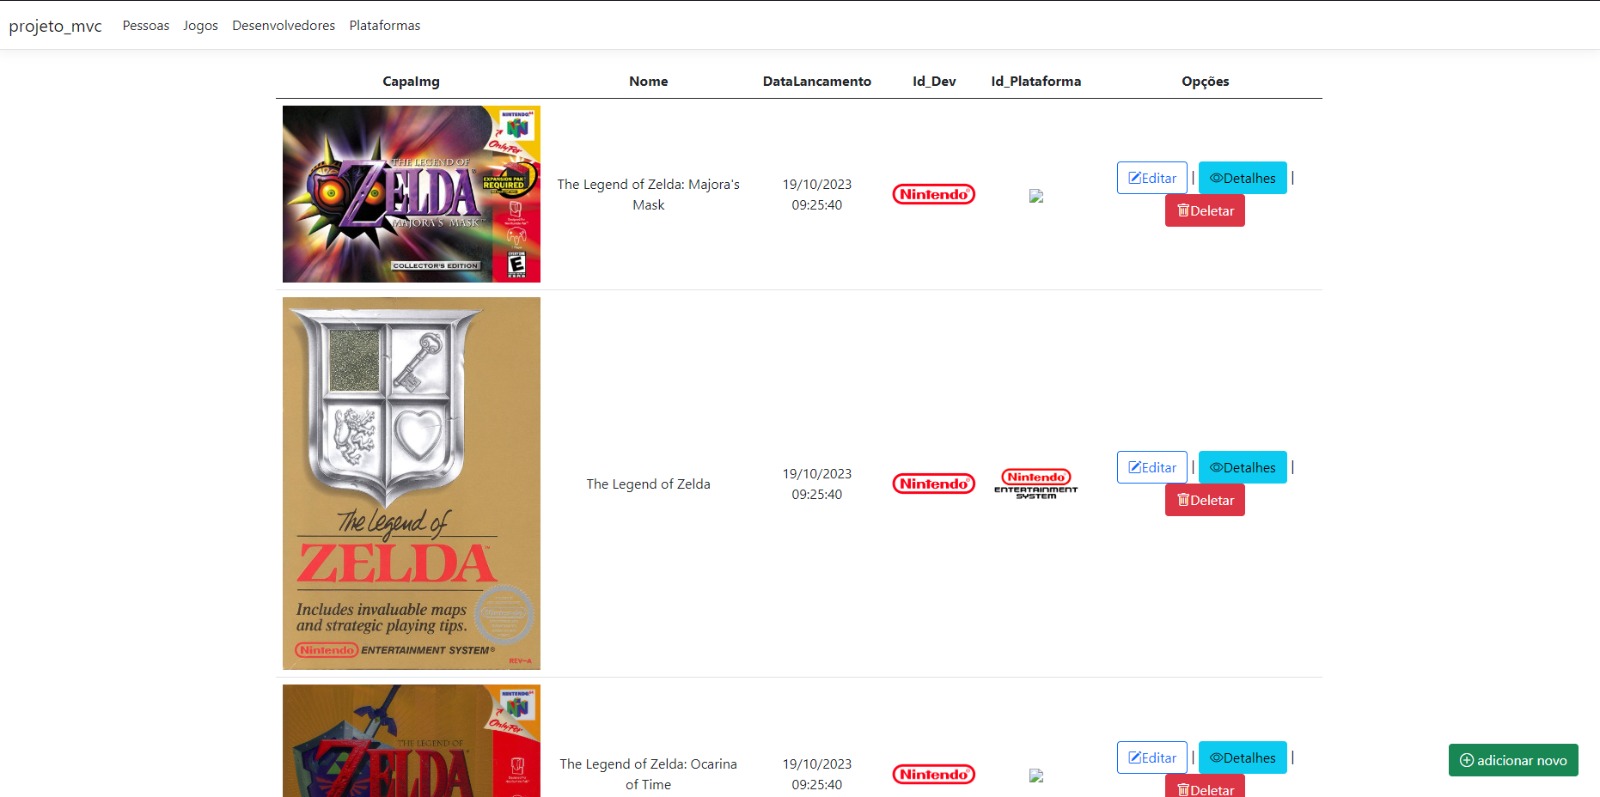 projeto_mvc Pessoas Jogos Desenvolvedores Plataformas
CapaImg Nome DataLancamento Id_Dev Id_Plataforma Opções
NINTENDO64
Only For
THE LEGEND OF
ZELDA
MAJORA'S MASK
EXPANSION PAK
REQUIRED
COLLECTOR'S EDITION
EVERYONE
E
ESRB
The Legend of Zelda: Majora's
Mask
19/10/2023
09:25:40
Nintendo
Editar | Detalhes |
Deletar
The Legend of
ZELDA
Includes invaluable maps
and strategic playing tips.
Nintendo ENTERTAINMENT SYSTEM®
REV-A
The Legend of Zelda
19/10/2023
09:25:40
Nintendo
Nintendo
ENTERTAINMENT
SYSTEM
Editar | Detalhes |
Deletar
NINTENDO64
Only For
THE LEGEND OF
ZELDA
The Legend of Zelda: Ocarina
of Time
19/10/2023
09:25:40
Nintendo
Editar | Detalhes |
Deletar
adicionar novo